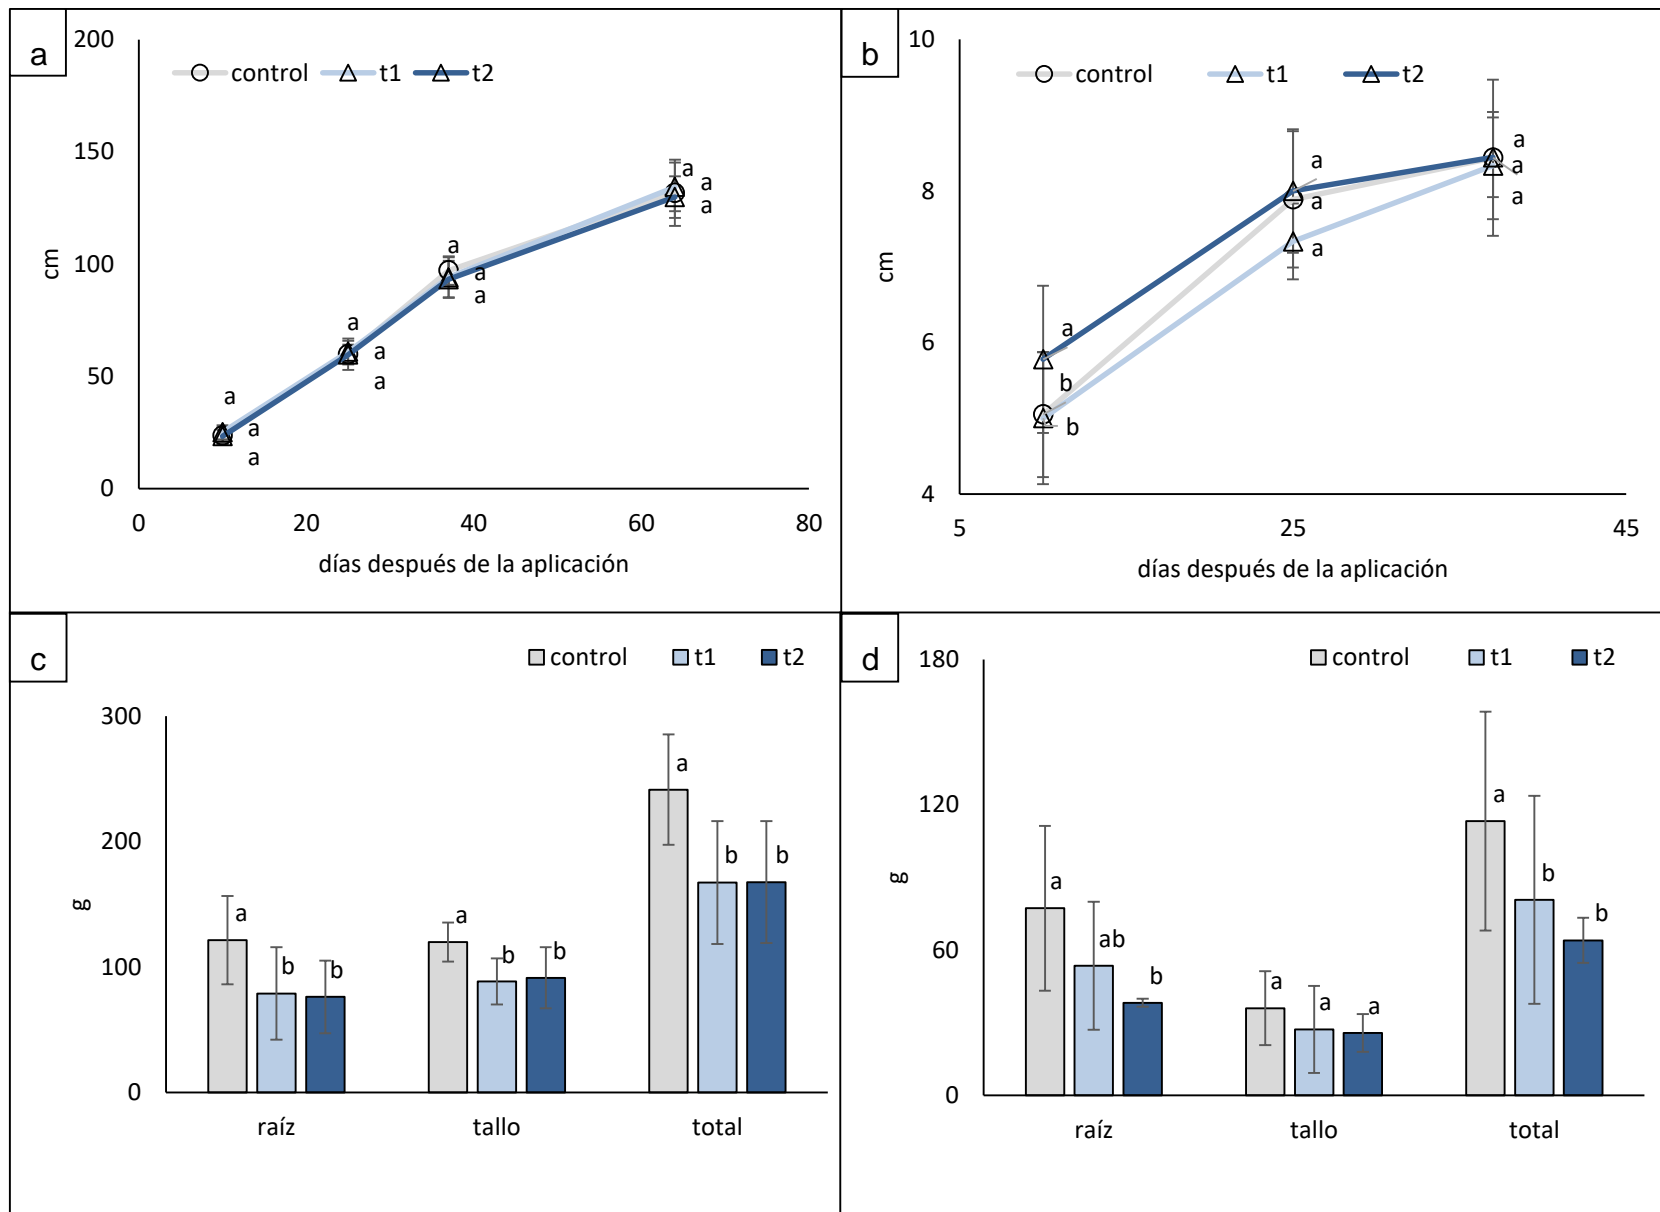 a
200
control t1 t2
150
a
a
a
a
cm
100
a
a
a
50
a
a
a
a
a
a
0
0 20 40 60 80
días después de la aplicación
b
10
control t1 t2
a
a
a
8
a
a
a
cm
6
a
b
b
4
5 25 45
días después de la aplicación
c
control t1 t2
300
a
200
b b
g
a a
b b b b
100
0
raíz tallo total
d
180
control t1 t2
120
a
g
a
b
b
ab
60
b
a a a
0
raíz tallo total